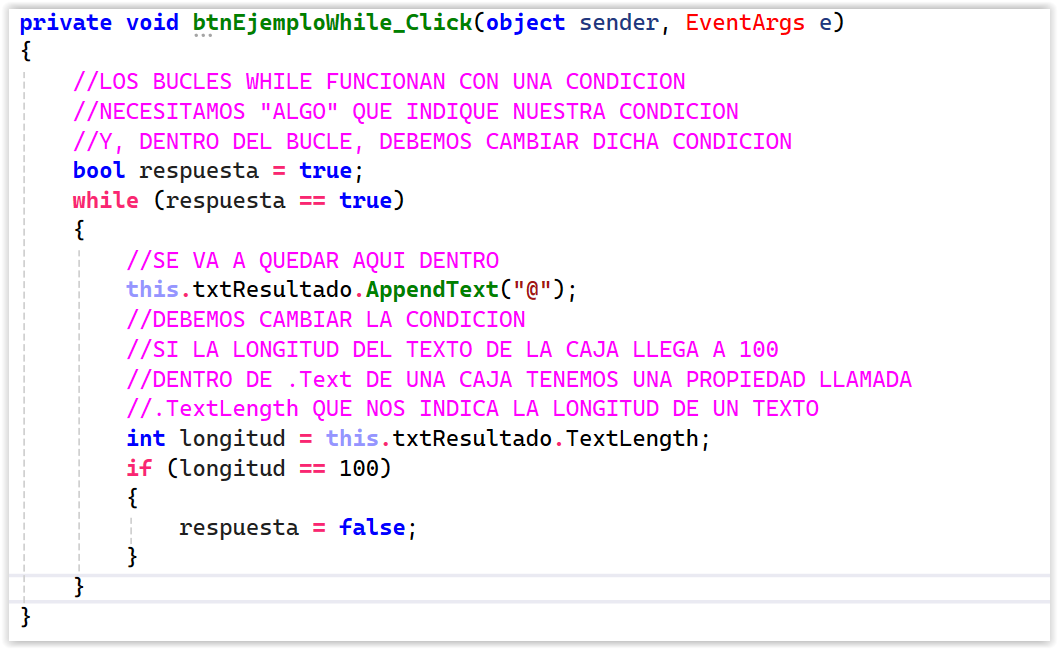 private void btnEjemploWhile_Click(object sender, EventArgs e)
{
    //LOS BUCLES WHILE FUNCIONAN CON UNA CONDICION
    //NECESITAMOS "ALGO" QUE INDIQUE NUESTRA CONDICION
    //Y, DENTRO DEL BUCLE, DEBEMOS CAMBIAR DICHA CONDICION
    bool respuesta = true;
    while (respuesta == true)
    {
        //SE VA A QUEDAR AQUI DENTRO
        this.txtResultado.AppendText("@");
        //DEBEMOS CAMBIAR LA CONDICION
        //SI LA LONGITUD DEL TEXTO DE LA CAJA LLEGA A 100
        //DENTRO DE .Text DE UNA CAJA TENEMOS UNA PROPIEDAD LLAMADA
        //.TextLength QUE NOS INDICA LA LONGITUD DE UN TEXTO
        int longitud = this.txtResultado.TextLength;
        if (longitud == 100)
        {
            respuesta = false;
        }
    }
}